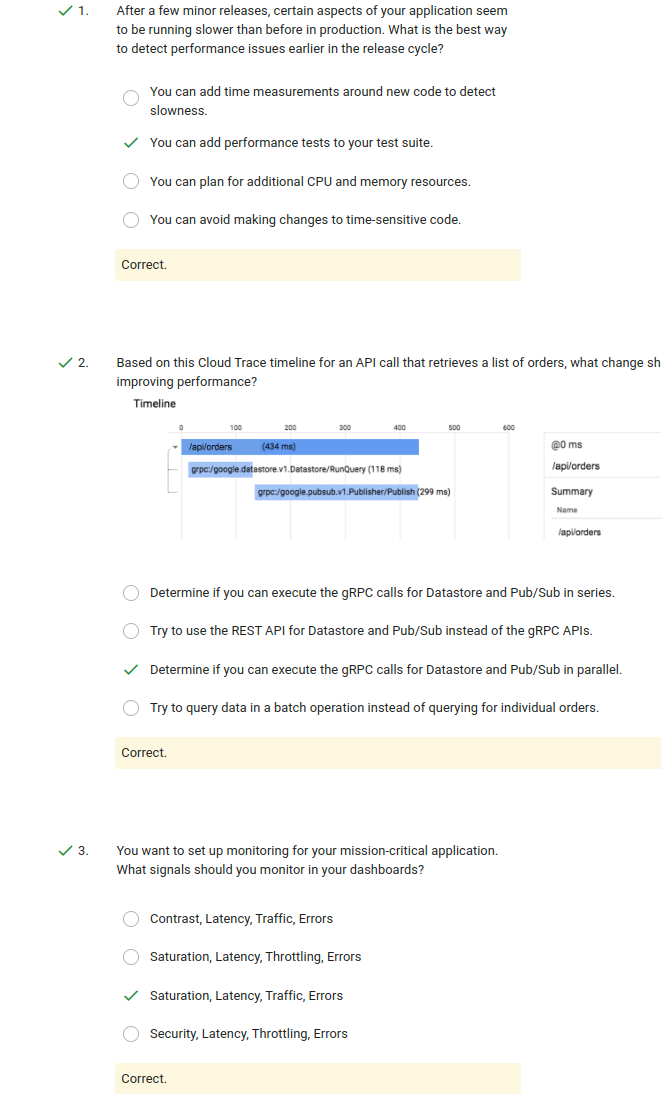 1. After a few minor releases, certain aspects of your application seem
to be running slower than before in production. What is the best way
to detect performance issues earlier in the release cycle?
You can add time measurements around new code to detect
slowness.
You can add performance tests to your test suite.
You can plan for additional CPU and memory resources.
You can avoid making changes to time-sensitive code.
Correct.
2. Based on this Cloud Trace timeline for an API call that retrieves a list of orders, what change sh
improving performance?
Timeline
0 100 200 300 400 500 600
/api/orders (434 ms)
grpc:/google.datastore.v1.Datastore/RunQuery (118 ms)
grpc:/google.pubsub.v1.Publisher/Publish (299 ms)
@0 ms
/api/orders
Summary
Name
/api/orders
Determine if you can execute the gRPC calls for Datastore and Pub/Sub in series.
Try to use the REST API for Datastore and Pub/Sub instead of the gRPC APIs.
Determine if you can execute the gRPC calls for Datastore and Pub/Sub in parallel.
Try to query data in a batch operation instead of querying for individual orders.
Correct.
3. You want to set up monitoring for your mission-critical application.
What signals should you monitor in your dashboards?
Contrast, Latency, Traffic, Errors
Saturation, Latency, Throttling, Errors
Saturation, Latency, Traffic, Errors
Security, Latency, Throttling, Errors
Correct.